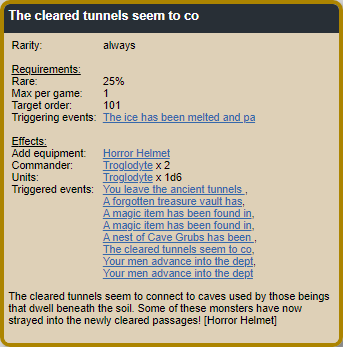 The cleared tunnels seem to co
Rarity: always
Requirements:
Rare: 25%
Max per game: 1
Target order: 101
Triggering events: The ice has been melted and pa
Effects:
Add equipment: Horror Helmet
Commander: Troglodyte x 2
Units: Troglodyte x 1d6
Triggered events: You leave the ancient tunnels ,
A forgotten treasure vault has,
A magic item has been found in,
A magic item has been found in,
A nest of Cave Grubs has been ,
The cleared tunnels seem to co,
Your men advance into the dept,
Your men advance into the dept
The cleared tunnels seem to connect to caves used by those beings
that dwell beneath the soil. Some of these monsters have now
strayed into the newly cleared passages! [Horror Helmet]